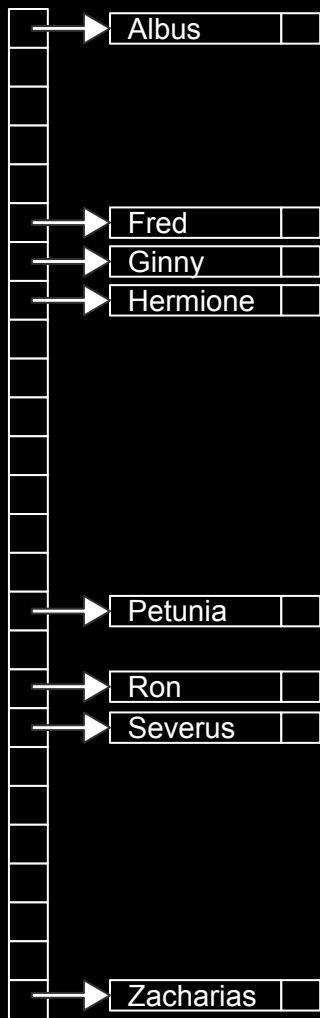 Albus
Fred
Ginny
Hermione
Petunia
Ron
Severus
Zacharias